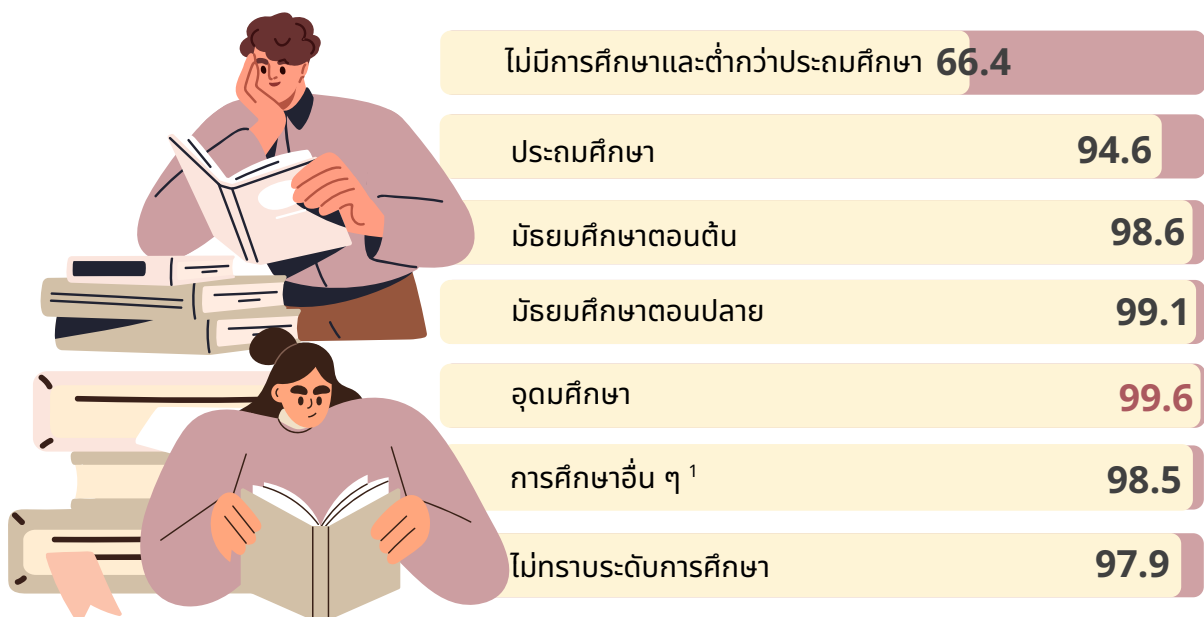 ไม่มีการศึกษาและต่ำกว่าประถมศึกษา 66.4
ประถมศึกษา 94.6
มัธยมศึกษาตอนต้น 98.6
มัธยมศึกษาตอนปลาย 99.1
อุดมศึกษา 99.6
การศึกษาอื่น ๆ ¹ 98.5
ไม่ทราบระดับการศึกษา 97.9